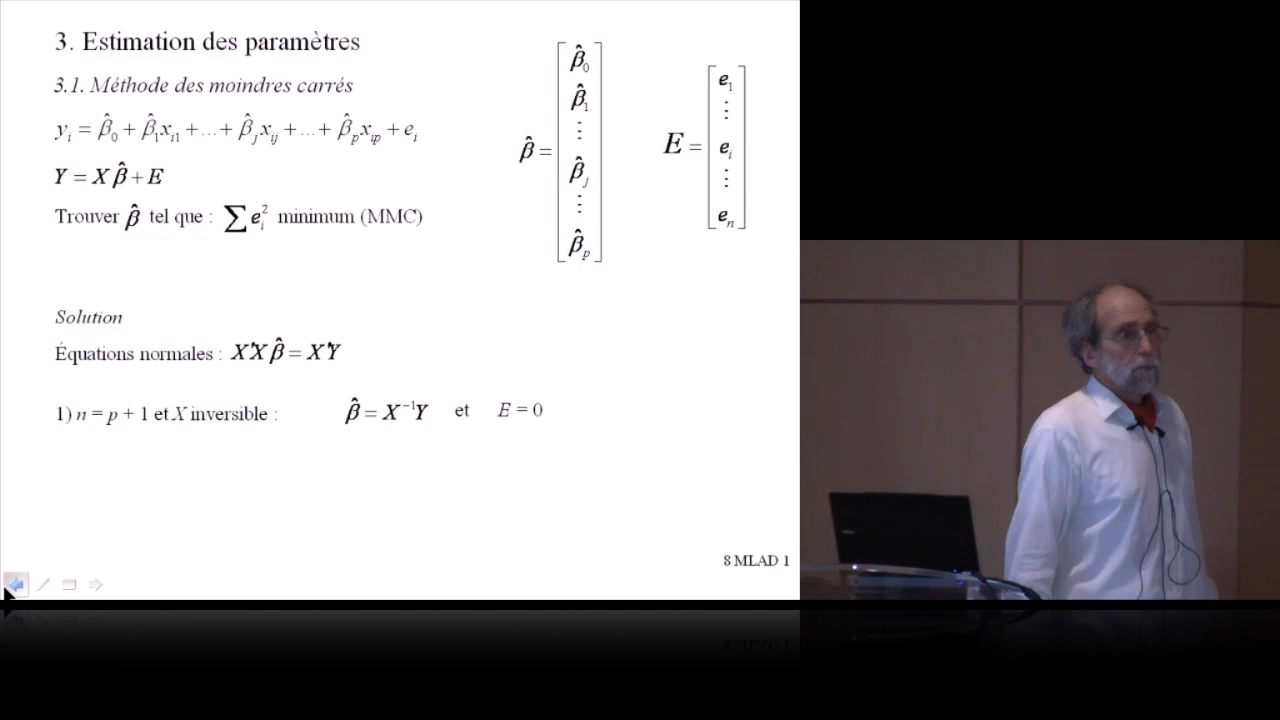 3. Estimation des paramètres
3.1. Méthode des moindres carrés
yᵢ = β̂₀ + β̂₁xᵢ₁ + ... + β̂ⱼxᵢⱼ + ... + β̂ₚxᵢₚ + eᵢ
Y = X β̂ + E
Trouver β̂ tel que : ∑ eᵢ² minimum (MMC)
β̂ = [β̂₀ β̂₁ ⋮ β̂ⱼ ⋮ β̂ₚ]
E = [e₁ ⋮ eᵢ ⋮ eₙ]
Solution
Équations normales : X'X β̂ = X'Y
1) n = p + 1 et X inversible : β̂ = X⁻¹Y et E = 0
8 MLAD 1